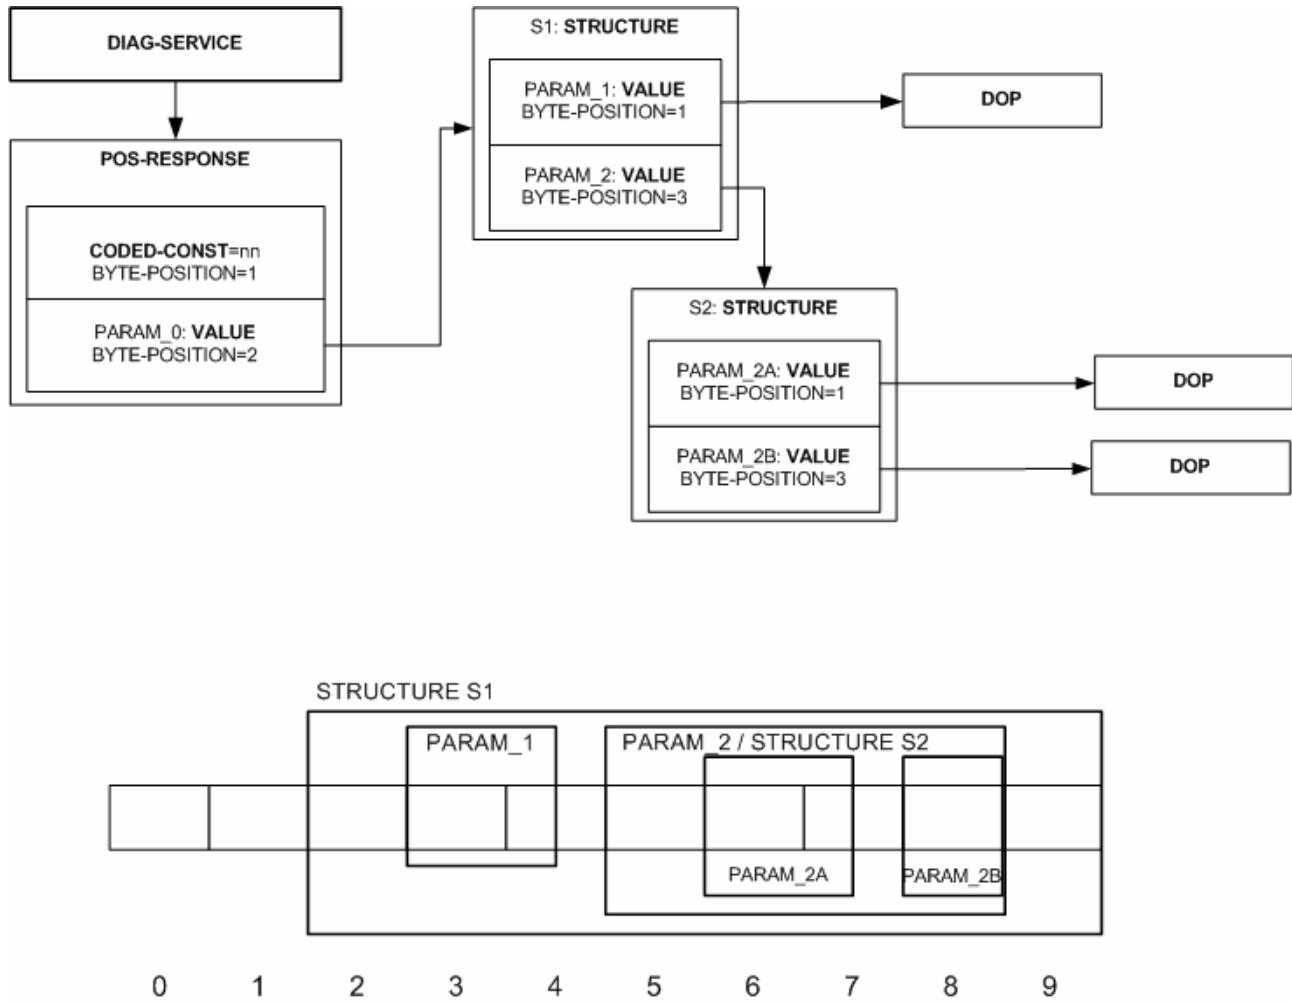 DIAG-SERVICE
POS-RESPONSE
CODED-CONST=nn
BYTE-POSITION=1
PARAM_0: VALUE
BYTE-POSITION=2
S1: STRUCTURE
PARAM_1: VALUE
BYTE-POSITION=1
PARAM_2: VALUE
BYTE-POSITION=3
DOP
S2: STRUCTURE
PARAM_2A: VALUE
BYTE-POSITION=1
PARAM_2B: VALUE
BYTE-POSITION=3
DOP
DOP
STRUCTURE S1
PARAM_1
PARAM_2 / STRUCTURE S2
PARAM_2A
PARAM_2B
0 1 2 3 4 5 6 7 8 9